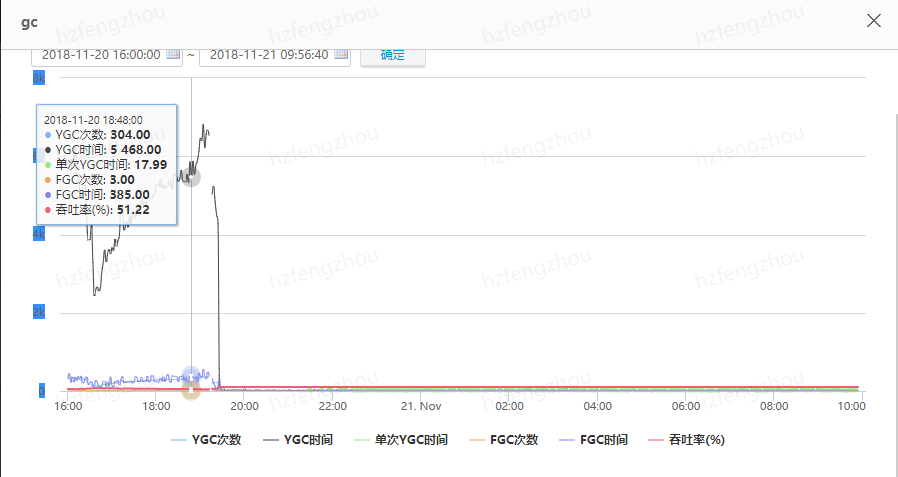 gc
2018-11-20 16:00:00 ~ 2018-11-21 09:56:40 确定
8k
2018-11-20 18:48:00
YGC次数: 304.00
YGC时间: 5 468.00
单次YGC时间: 17.99
FGC次数: 3.00
FGC时间: 385.00
吞吐率(%): 51.22
4k
2k
0
16:00 18:00 20:00 22:00 21. Nov 02:00 04:00 06:00 08:00 10:00
YGC次数 YGC时间 单次YGC时间 FGC次数 FGC时间 吞吐率(%)
hzfengzhou hzfengzhou hzfengzhou hzfengzhou
hzfengzhou hzfengzhou hzfengzhou
hzfengzhou hzfengzhou hzfengzhou hzfengzhou
hzfengzhou hzfengzhou hzfengzhou